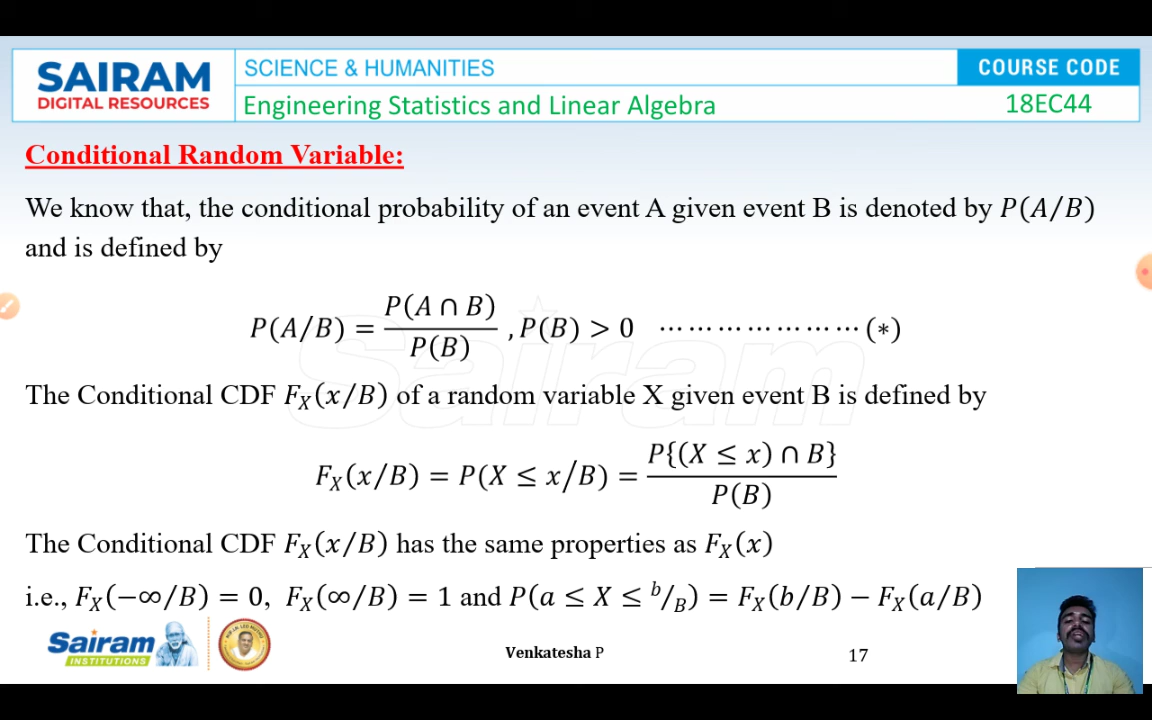 SAIRAM
DIGITAL RESOURCES
SCIENCE & HUMANITIES
COURSE CODE
Engineering Statistics and Linear Algebra
18EC44
Conditional Random Variable:
We know that, the conditional probability of an event A given event B is denoted by P(A/B)
and is defined by
P(A/B) = P(A ∩ B) / P(B) , P(B) > 0 ⋯⋯⋯⋯⋯⋯⋯ (∗)
The Conditional CDF F_X(x/B) of a random variable X given event B is defined by
F_X(x/B) = P(X ≤ x/B) = P{(X ≤ x) ∩ B} / P(B)
The Conditional CDF F_X(x/B) has the same properties as F_X(x)
i.e., F_X(−∞/B) = 0, F_X(∞/B) = 1 and P(a ≤ X ≤ b/B) = F_X(b/B) − F_X(a/B)
Sairam
INSTITUTIONS
Venkatesha P
17
Sairam